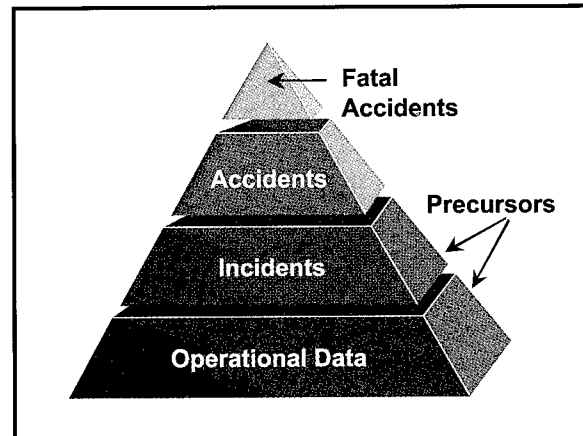 Fatal
Accidents
Accidents
Precursors
Incidents
Operational Data